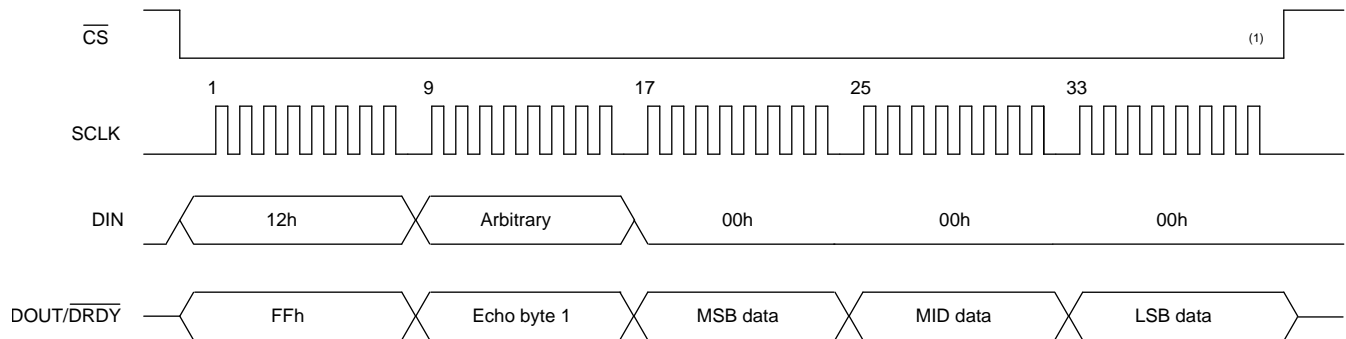 CS
(1)
1 9 17 25 33
SCLK
DIN 12h Arbitrary 00h 00h 00h
DOUT/DRDY FFh Echo byte 1 MSB data MID data LSB data